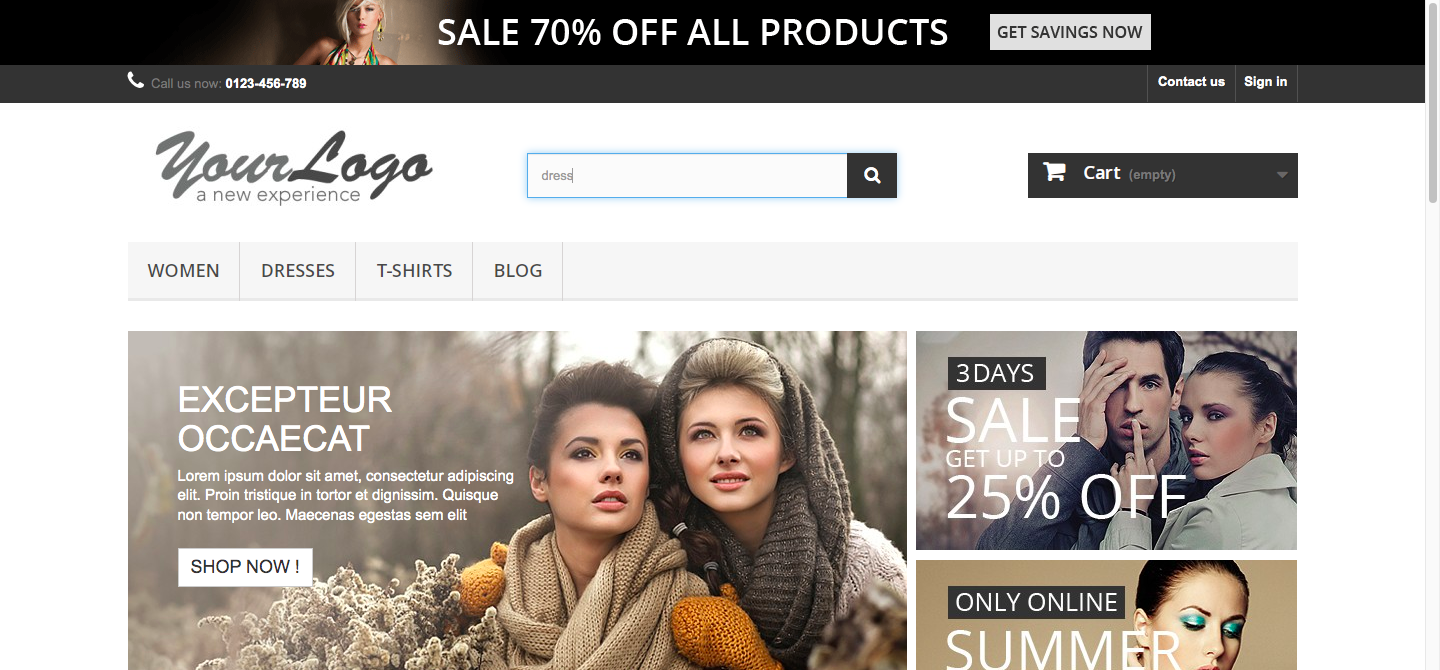 SALE 70% OFF ALL PRODUCTS
GET SAVINGS NOW
Call us now: 0123-456-789
Contact us
Sign in
YourLogo
a new experience
dress
Cart (empty)
WOMEN
DRESSES
T-SHIRTS
BLOG
EXCEPTEUR
OCCAECAT
Lorem ipsum dolor sit amet, consectetur adipiscing
elit. Proin tristique in tortor et dignissim. Quisque
non tempor leo. Maecenas egestas sem elit
SHOP NOW !
3DAYS
SALE
GET UP TO
25% OFF
ONLY ONLINE
SUMMER